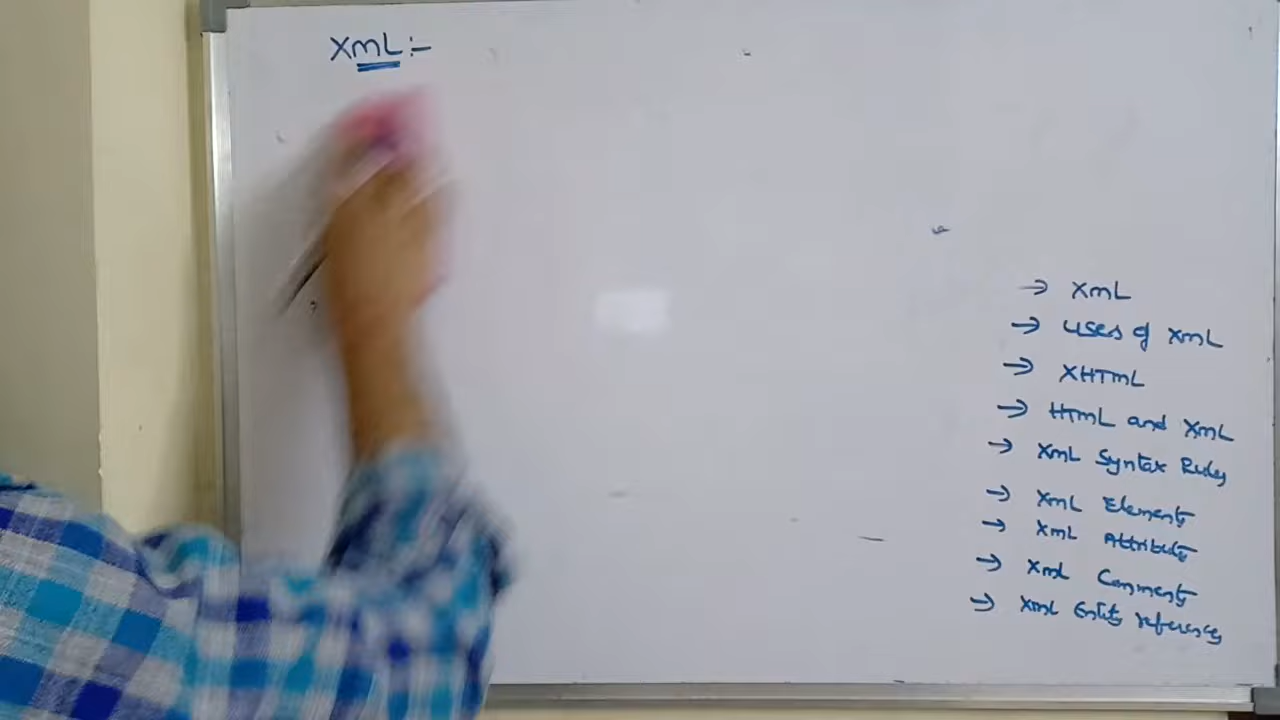 XmL :-
→ XmL
→ uses of XmL
→ XHTmL
→ HTmL and XmL
→ XmL Syntax Rules
→ XmL Elements
→ XmL Attributes
→ XmL Comments
→ XmL Entity references